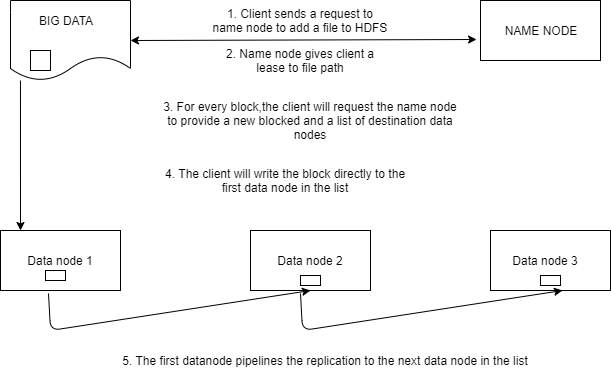 BIG DATA
1. Client sends a request to
name node to add a file to HDFS
NAME NODE
2. Name node gives client a
lease to file path
3. For every block,the client will request the name node
to provide a new blocked and a list of destination data
nodes
4. The client will write the block directly to the
first data node in the list
Data node 1
Data node 2
Data node 3
5. The first datanode pipelines the replication to the next data node in the list